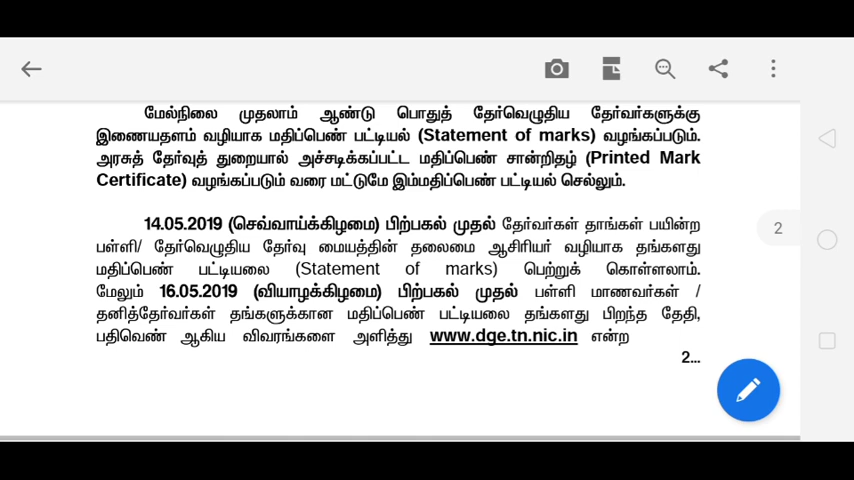 மேல்நிலை முதலாம் ஆண்டு பொதுத் தேர்வெழுதிய தேர்வர்களுக்கு
இணையதளம் வழியாக மதிப்பெண் பட்டியல் (Statement of marks) வழங்கப்படும்.
அரசுத் தேர்வுத் துறையால் அச்சடிக்கப்பட்ட மதிப்பெண் சான்றிதழ் (Printed Mark
Certificate) வழங்கப்படும் வரை மட்டுமே இம்மதிப்பெண் பட்டியல் செல்லும்.
14.05.2019 (செவ்வாய்க்கிழமை) பிற்பகல் முதல் தேர்வர்கள் தாங்கள் பயின்ற
பள்ளி/ தேர்வெழுதிய தேர்வு மையத்தின் தலைமை ஆசிரியர் வழியாக தங்களது
மதிப்பெண் பட்டியலை (Statement of marks) பெற்றுக் கொள்ளலாம்.
மேலும் 16.05.2019 (வியாழக்கிழமை) பிற்பகல் முதல் பள்ளி மாணவர்கள் /
தனித்தேர்வர்கள் தங்களுக்கான மதிப்பெண் பட்டியலை தங்களது பிறந்த தேதி,
பதிவெண் ஆகிய விவரங்களை அளித்து www.dge.tn.nic.in என்ற
2...
2